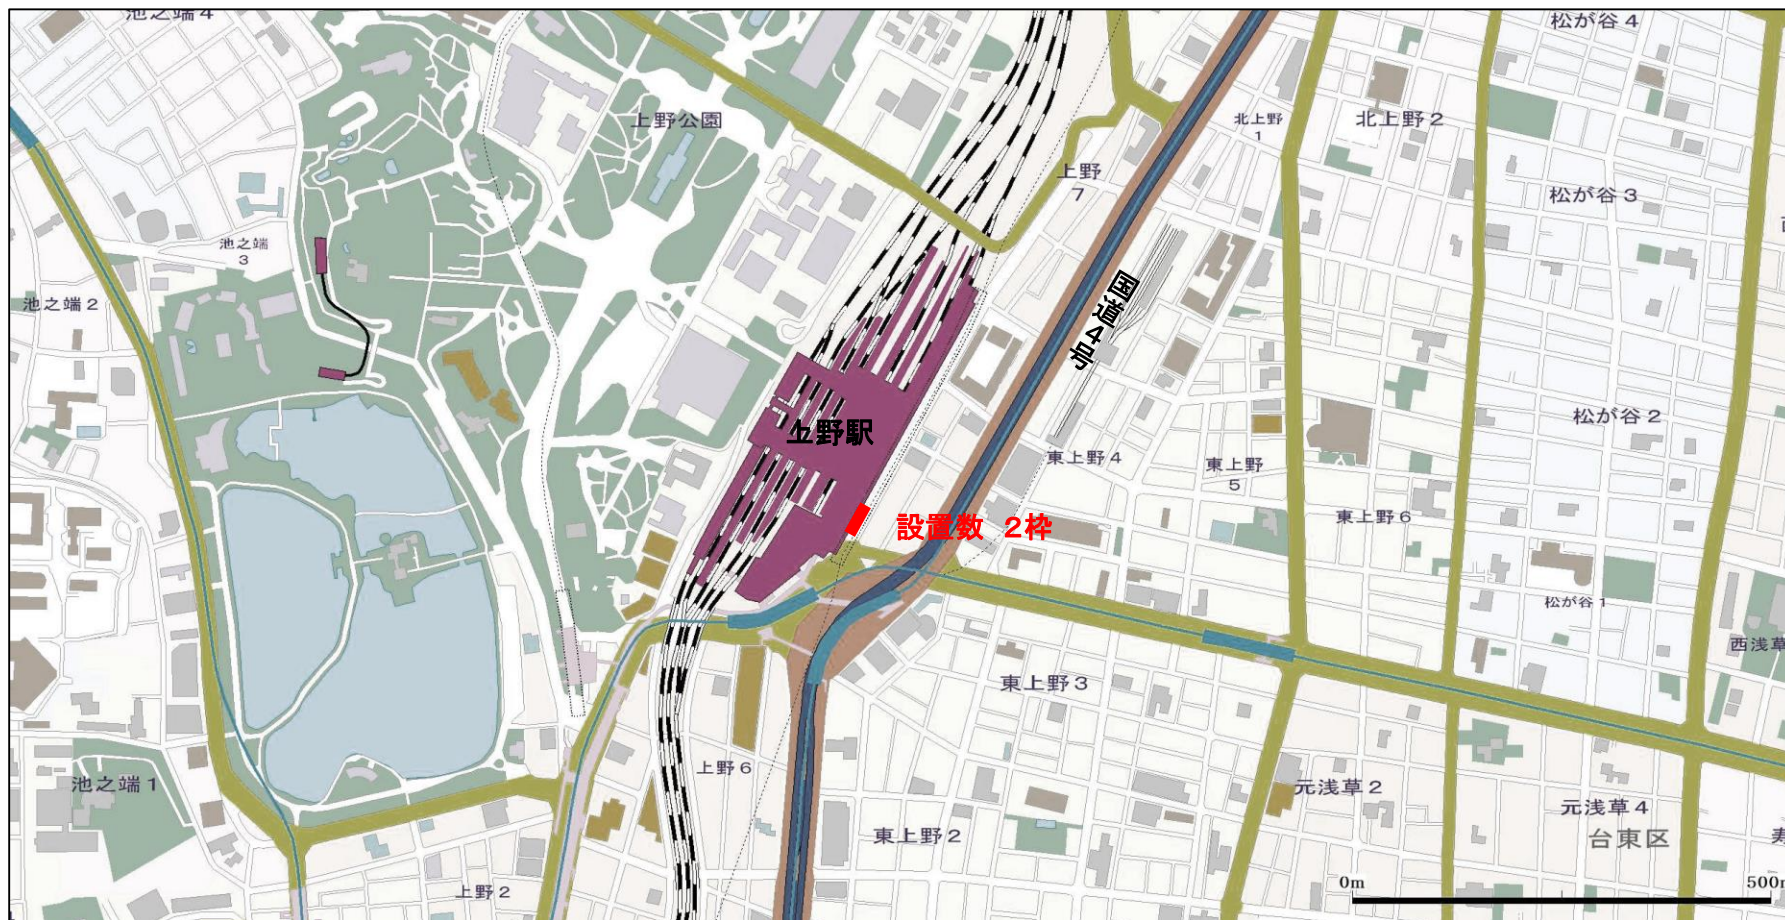 池之端4
松が谷4
上野公園
北上野
1
北上野2
上野
7
松が谷3
池之端
3
池之端2
国道4号
松が谷2
上野駅
東上野4
東上野
5
設置数 2枠
東上野6
松が谷1
西浅草
東上野3
上野6
池之端1
元浅草2
元浅草4
東上野2
台東区
上野2
0m
500m